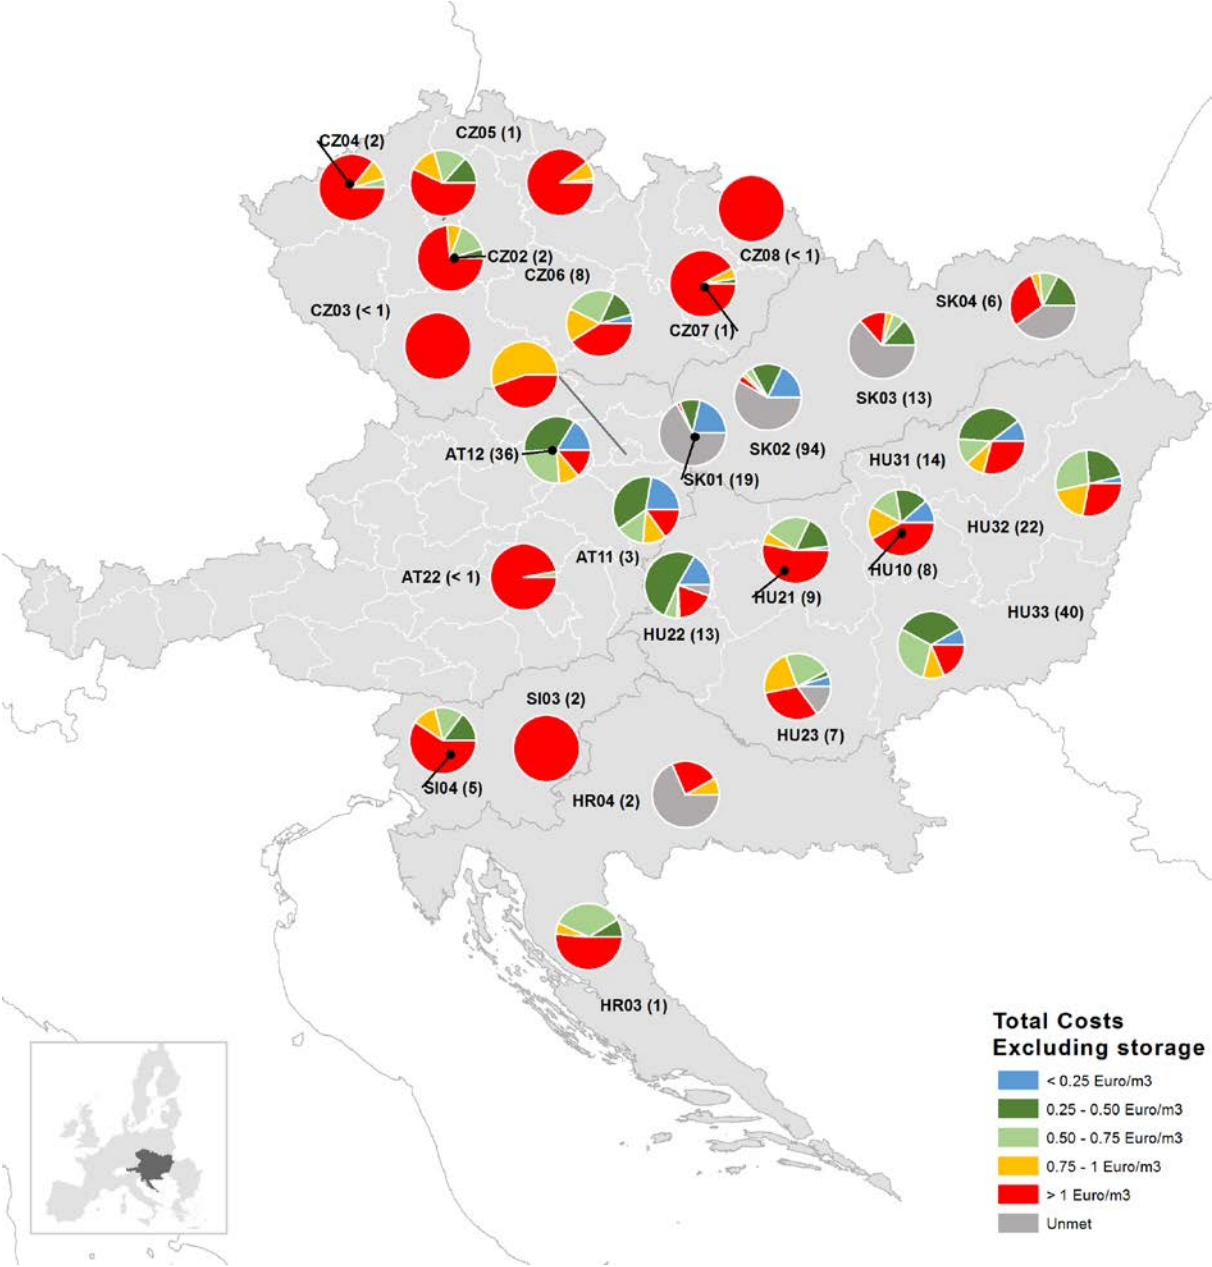 CZ04 (2)
CZ05 (1)
CZ02 (2)
CZ08 (< 1)
CZ06 (8)
CZ03 (< 1)
CZ07 (1)
SK04 (6)
SK03 (13)
SK02 (94)
AT12 (36)
HU31 (14)
SK01 (19)
HU32 (22)
AT11 (3)
HU10 (8)
AT22 (< 1)
HU21 (9)
HU33 (40)
HU22 (13)
SI03 (2)
HU23 (7)
SI04 (5)
HR04 (2)
HR03 (1)
Total Costs
Excluding storage
< 0.25 Euro/m3
0.25 - 0.50 Euro/m3
0.50 - 0.75 Euro/m3
0.75 - 1 Euro/m3
> 1 Euro/m3
Unmet